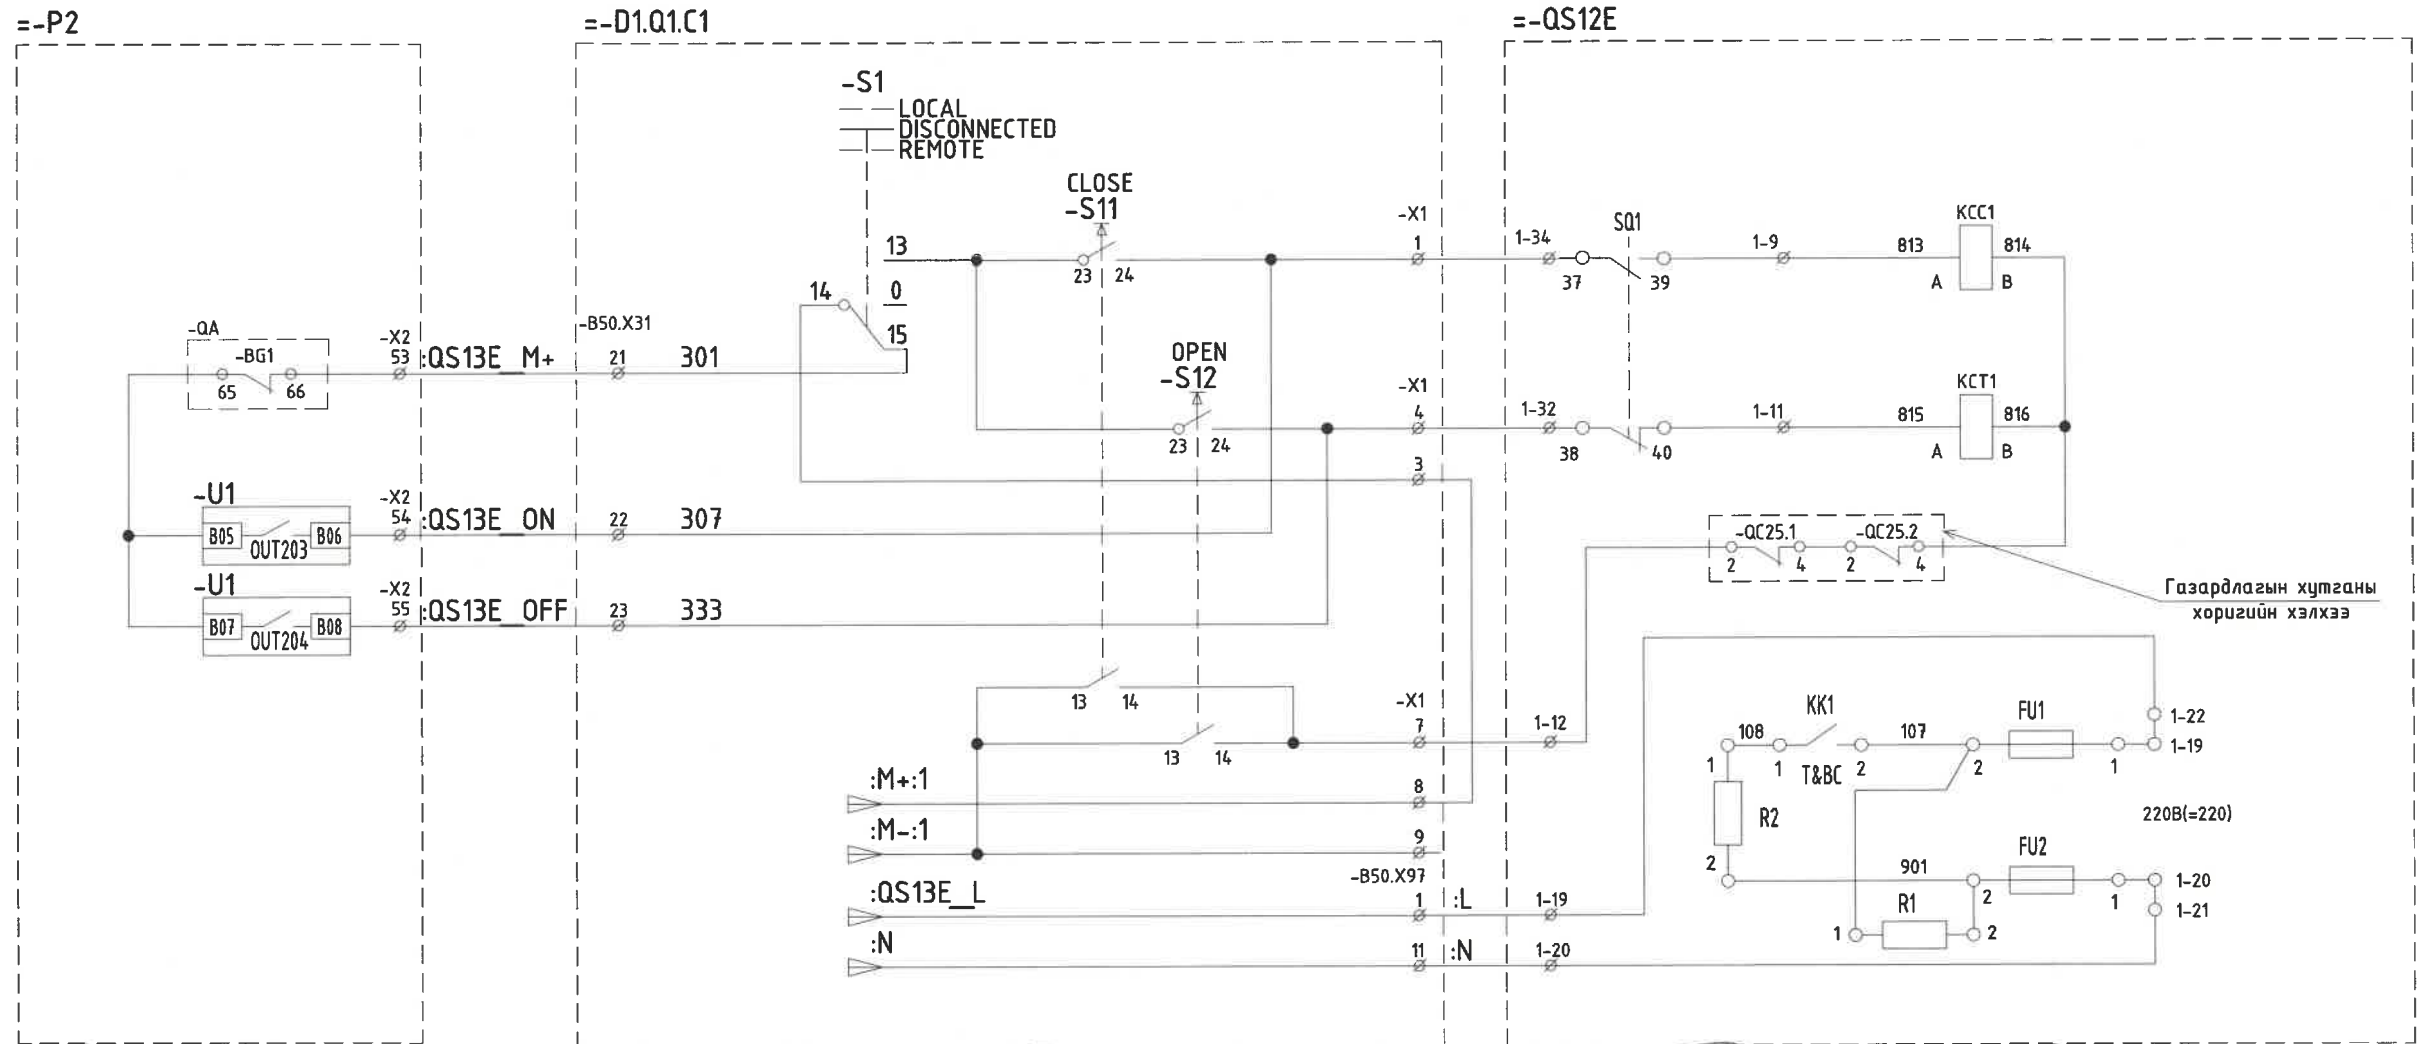 =-P2
=-D1.Q1.C1
=-QS12E
-S1
LOCAL
DISCONNECTED
REMOTE
CLOSE
-S11
13
23
24
-X1
1
1-34
37
SQ1
39
1-9
813
KCC1
814
A
B
14
0
15
-QA
-BG1
65
66
-X2
53
:QS13E_M+
-B50.X31
21
301
OPEN
-S12
23
24
-X1
4
1-32
38
40
1-11
815
KCT1
816
A
B
3
-U1
B05
OUT203
B06
-X2
54
:QS13E_ON
22
307
-QC25.1
2
4
-QC25.2
2
4
Газардлагын хутганы
хоригийн хэлхээ
-U1
B07
OUT204
B08
-X2
55
:QS13E_OFF
23
333
13
14
13
14
-X1
7
1-12
:M+:1
8
:M-:1
9
-B50.X97
:QS13E_L
1
:L
1-19
:N
11
:N
1-20
108
KK1
1
T&BC
2
107
2
FU1
1
1-22
1-19
1
R2
2
220В(=220)
901
FU2
2
1
1-20
1-21
R1
1
2